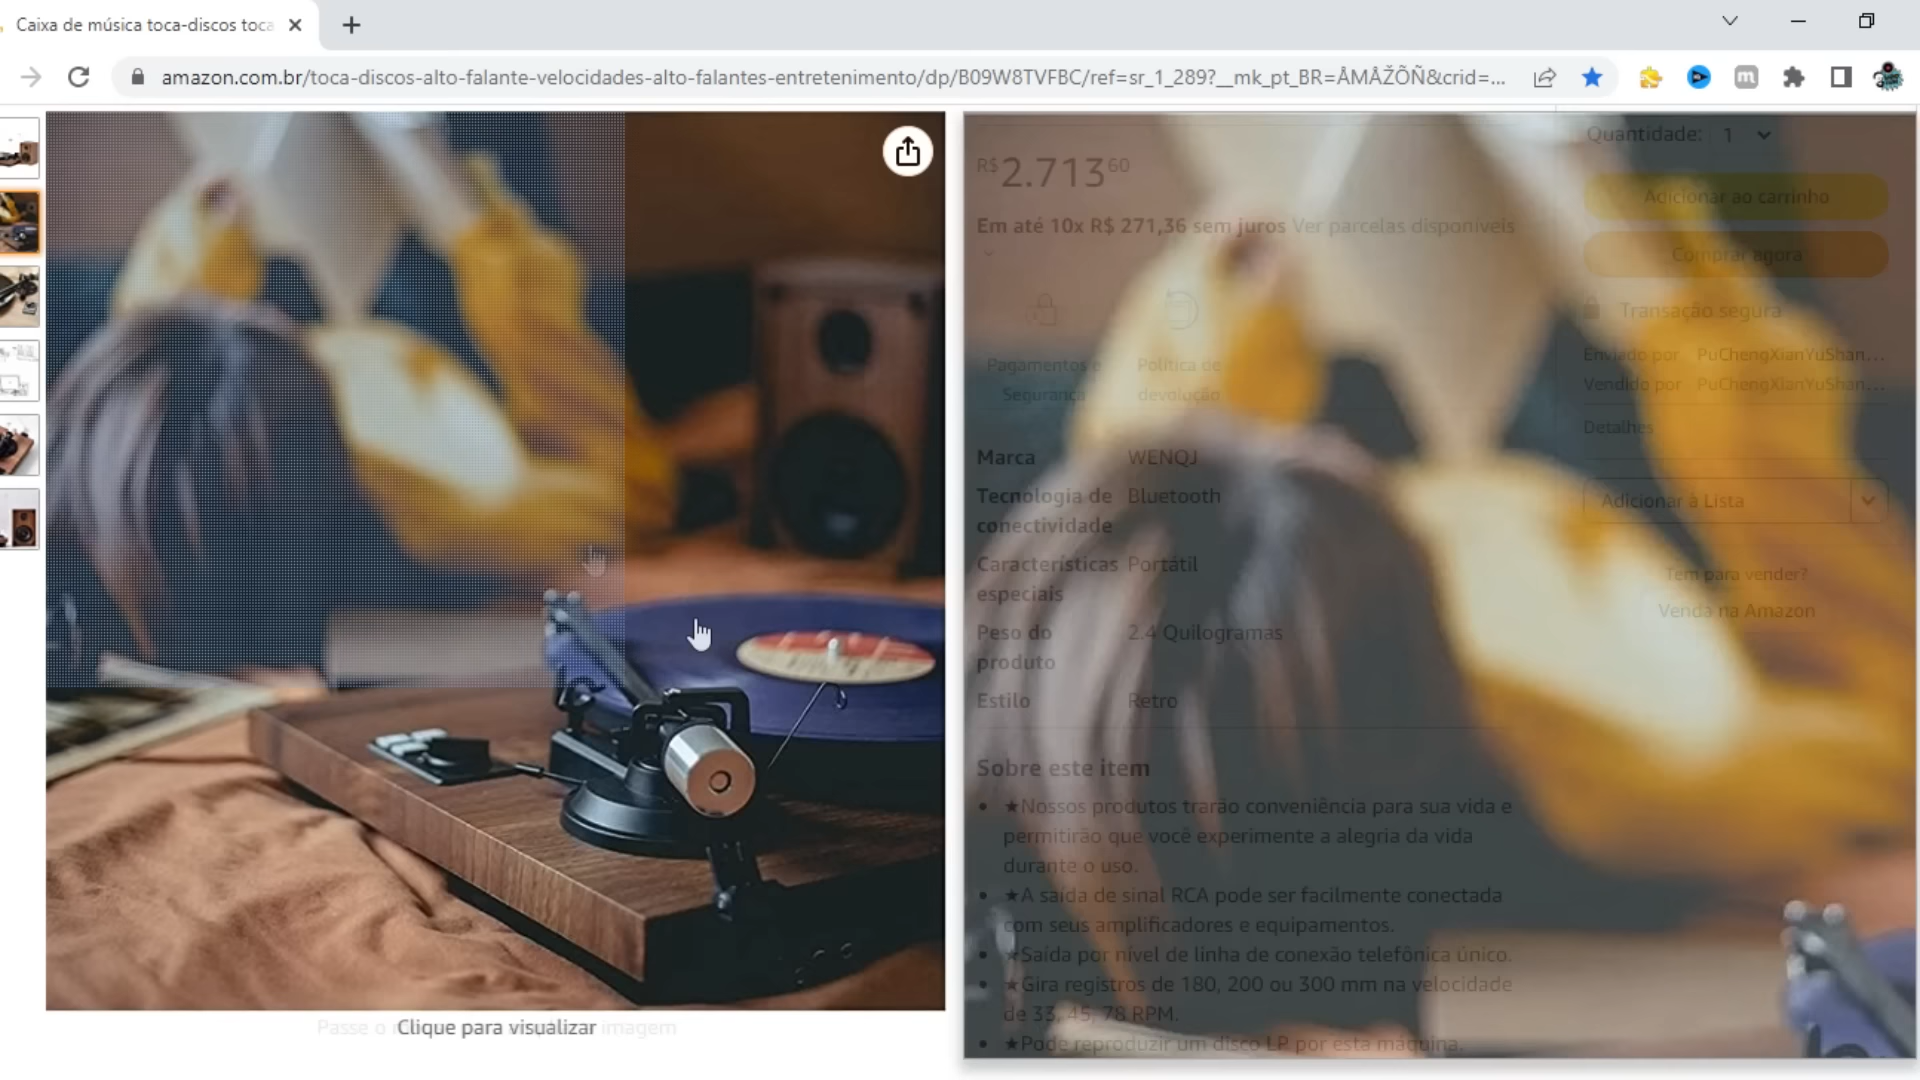 Caixa de música toca-discos toca
amazon.com.br/toca-discos-alto-falante-velocidades-alto-falantes-entretenimento/dp/B09W8TVFBC/ref=sr_1_289?__mk_pt_BR=ÅMÅŽÕÑ&crid=...
Quantidade: 1
R$ 2.713 60
Adicionar ao carrinho
Em até 10x R$ 271,36 sem juros Ver parcelas disponíveis
Comprar agora
Transação segura
Enviado por PuChengXianYuShan...
Pagamentos e Segurança
Política de devolução
Vendido por PuChengXianYuShan...
Detalhes
Marca WENQJ
Tecnologia de conectividade Bluetooth
Adicionar à Lista
Características especiais Portátil
Tem para vender?
Venda na Amazon
Peso do produto 2.4 Quilogramas
Estilo Retro
Sobre este item
★Nossos produtos trarão conveniência para sua vida e
permitirão que você experimente a alegria da vida
durante o uso.
★A saída de sinal RCA pode ser facilmente conectada
com seus amplificadores e equipamentos.
★Saída por nível de linha de conexão telefônica único.
★Gira registros de 180, 200 ou 300 mm na velocidade
de 33, 45, 78 RPM.
★Pode reproduzir um disco LP por esta máquina.
Clique para visualizar